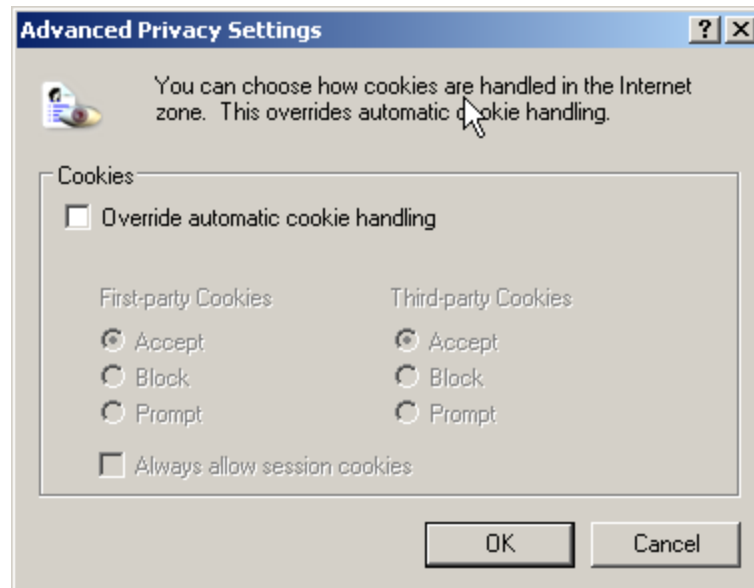 Advanced Privacy Settings
You can choose how cookies are handled in the Internet
zone. This overrides automatic cookie handling.
Cookies
Override automatic cookie handling
First-party Cookies
Third-party Cookies
Accept
Accept
Block
Block
Prompt
Prompt
Always allow session cookies
OK
Cancel